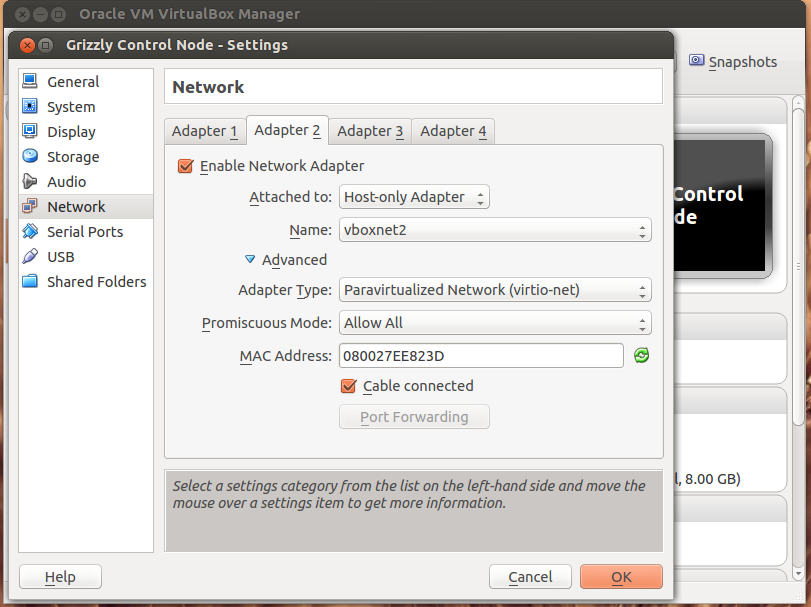 Oracle VM VirtualBox Manager
Grizzly Control Node - Settings
Snapshots
General
System
Display
Storage
Audio
Network
Serial Ports
USB
Shared Folders
Network
Adapter 1 Adapter 2 Adapter 3 Adapter 4
Enable Network Adapter
Attached to: Host-only Adapter
Name: vboxnet2
Advanced
Adapter Type: Paravirtualized Network (virtio-net)
Promiscuous Mode: Allow All
MAC Address: 080027EE823D
Cable connected
Port Forwarding
Select a settings category from the list on the left-hand side and move the
mouse over a settings item to get more information.
Control
de
l, 8.00 GB)
Help Cancel OK